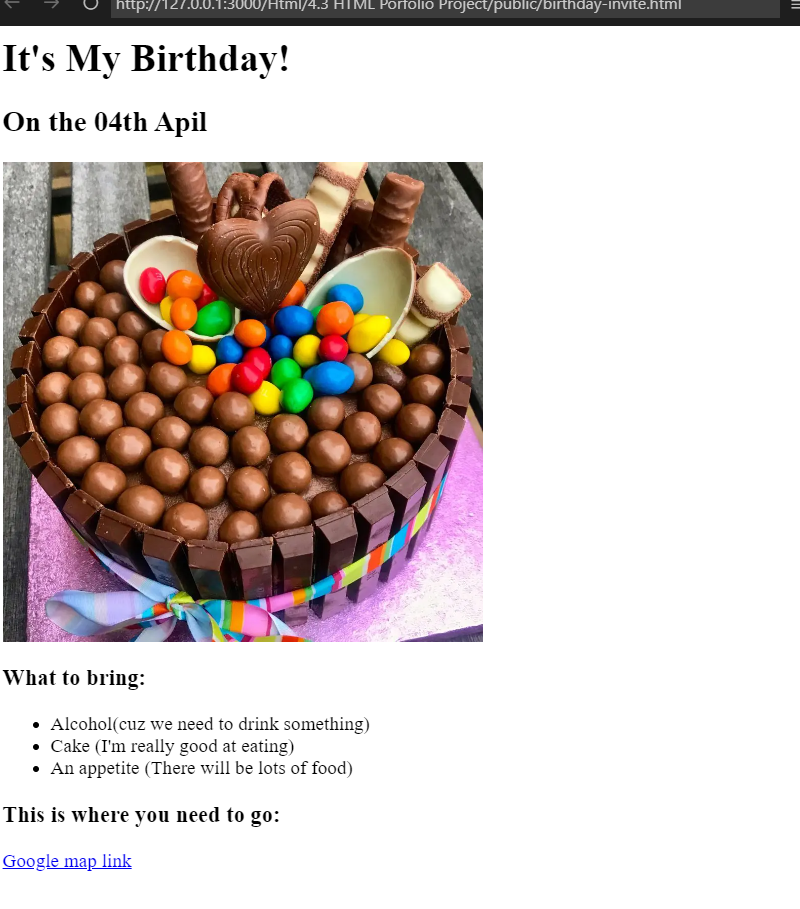 http://127.0.0.1:3000/Html/4.3 HTML Porfolio Project/public/birthday-invite.html
It's My Birthday!
On the 04th Apil
What to bring:
Alcohol(cuz we need to drink something)
Cake (I'm really good at eating)
An appetite (There will be lots of food)
This is where you need to go:
Google map link